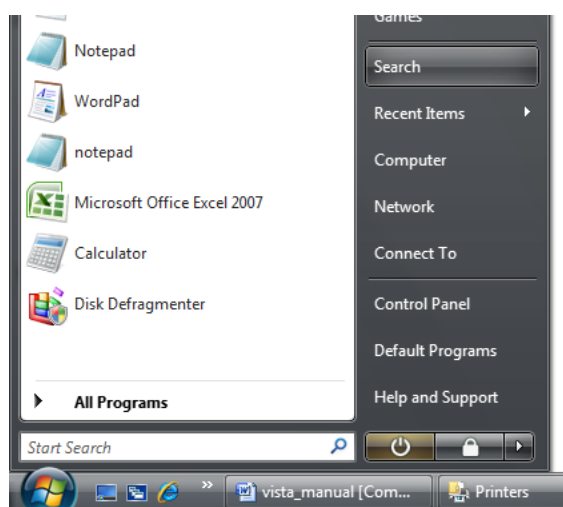 Notepad
WordPad
notepad
Microsoft Office Excel 2007
Calculator
Disk Defragmenter
All Programs
Start Search
Games
Search
Recent Items
Computer
Network
Connect To
Control Panel
Default Programs
Help and Support
vista_manual [Com...
Printers